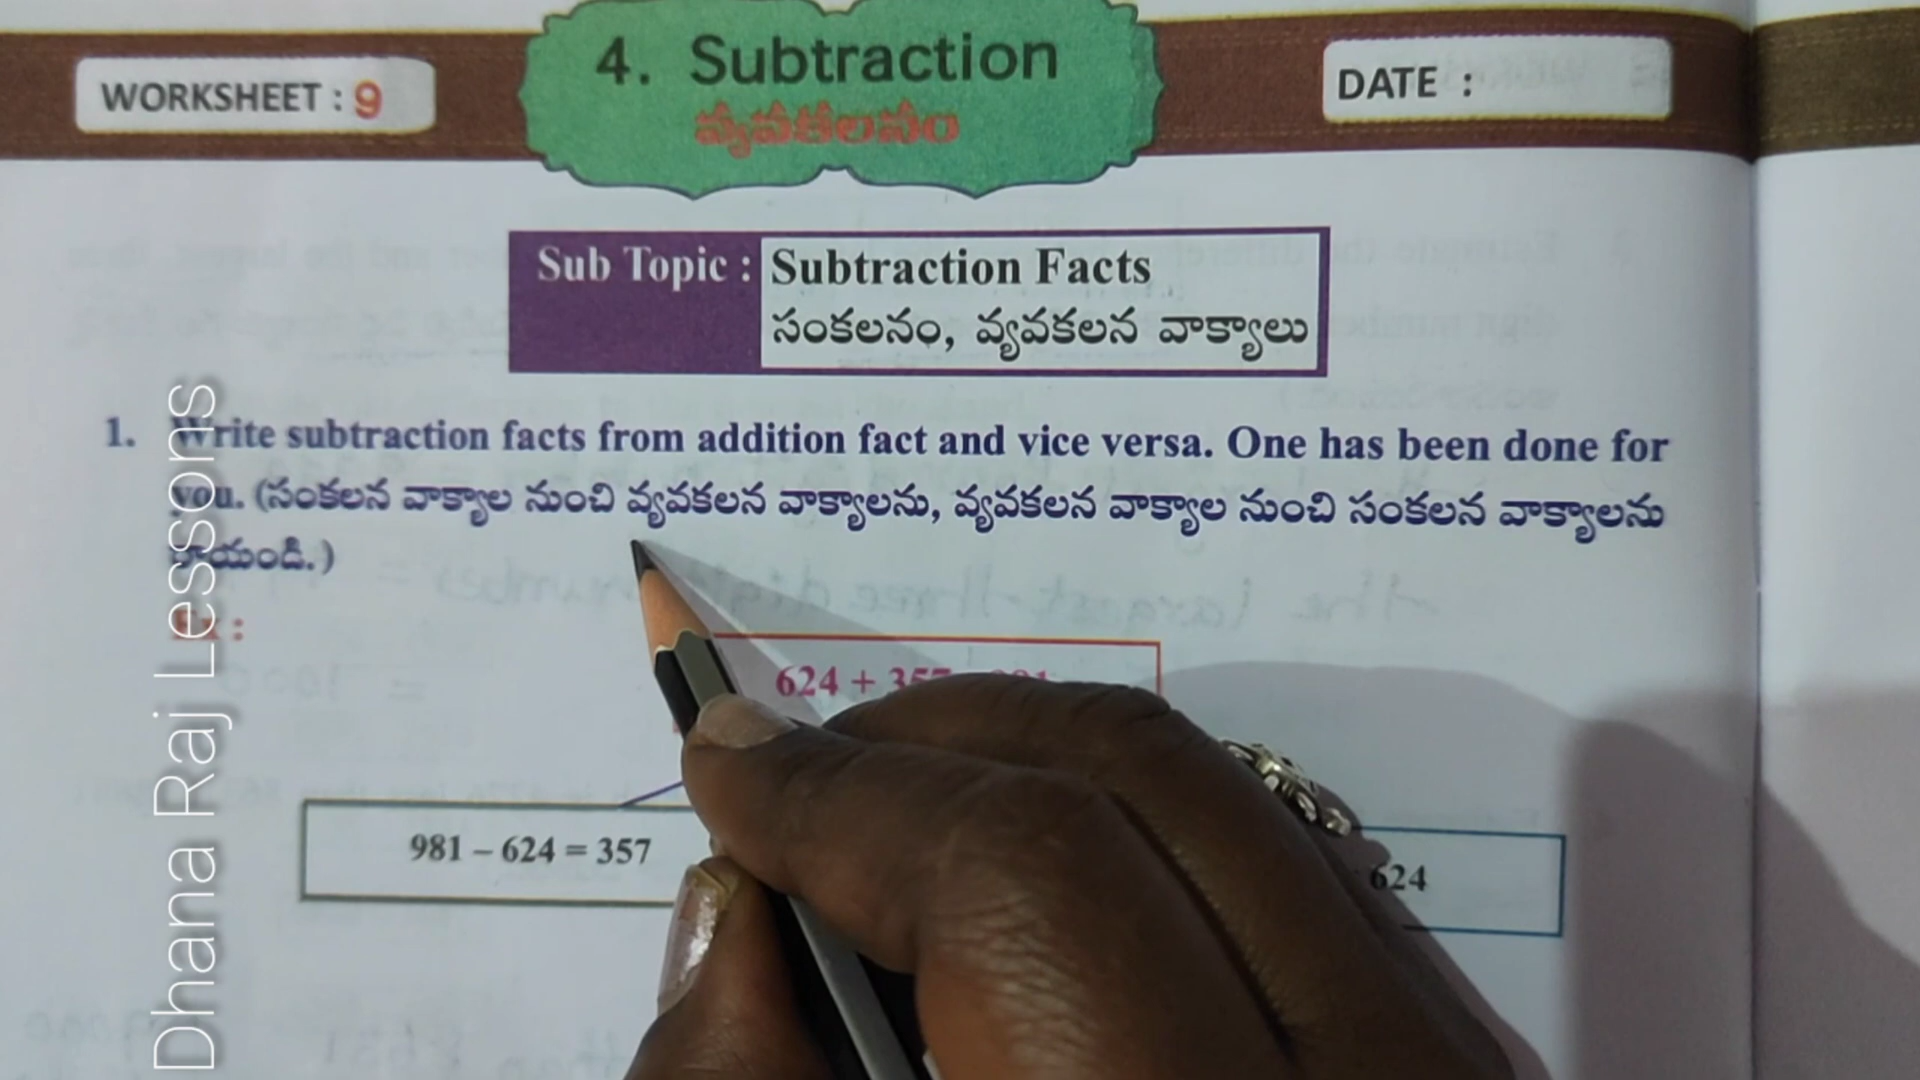 WORKSHEET : 9
4. Subtraction
వ్యవకలనం
DATE :
Sub Topic : Subtraction Facts
సంకలనం, వ్యవకలన వాక్యాలు
1. Write subtraction facts from addition fact and vice versa. One has been done for
you. (సంకలన వాక్యాల నుంచి వ్యవకలన వాక్యాలను, వ్యవకలన వాక్యాల నుంచి సంకలన వాక్యాలను
రాయండి.)
Ex :
624 + 357
981 – 624 = 357
624
Dhana Raj Lessons